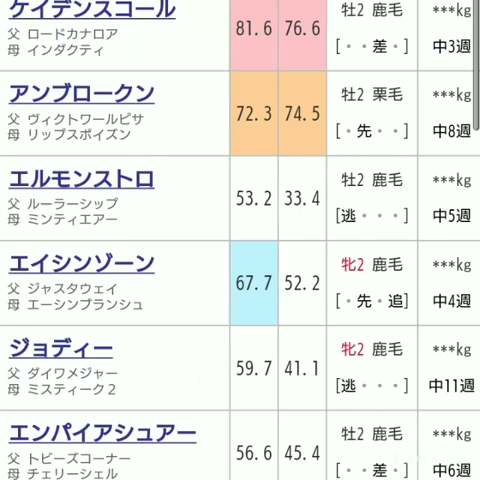 ケイデンスコール 81.6 76.6 牡2 鹿毛 ***kg
父 ロードカナロア
母 インダクティ [・・差・] 中3週
アンブロークン 72.3 74.5 牡2 栗毛 ***kg
父 ヴィクトワールピサ
母 リップスポイズン [・先・・] 中8週
エルモンストロ 53.2 33.4 牡2 鹿毛 ***kg
父 ルーラーシップ
母 ミンティエアー [逃・・・] 中5週
エイシンゾーン 67.7 52.2 牝2 鹿毛 ***kg
父 ジャスタウェイ
母 エーシンブランシュ [・先・追] 中4週
ジョディー 59.7 41.1 牝2 鹿毛 ***kg
父 ダイワメジャー
母 ミスティーク2 [逃・・・] 中11週
エンパイアシュアー 56.6 45.4 牡2 鹿毛 ***kg
父 トビーズコーナー
母 チェリーシェル [・・差・] 中6週